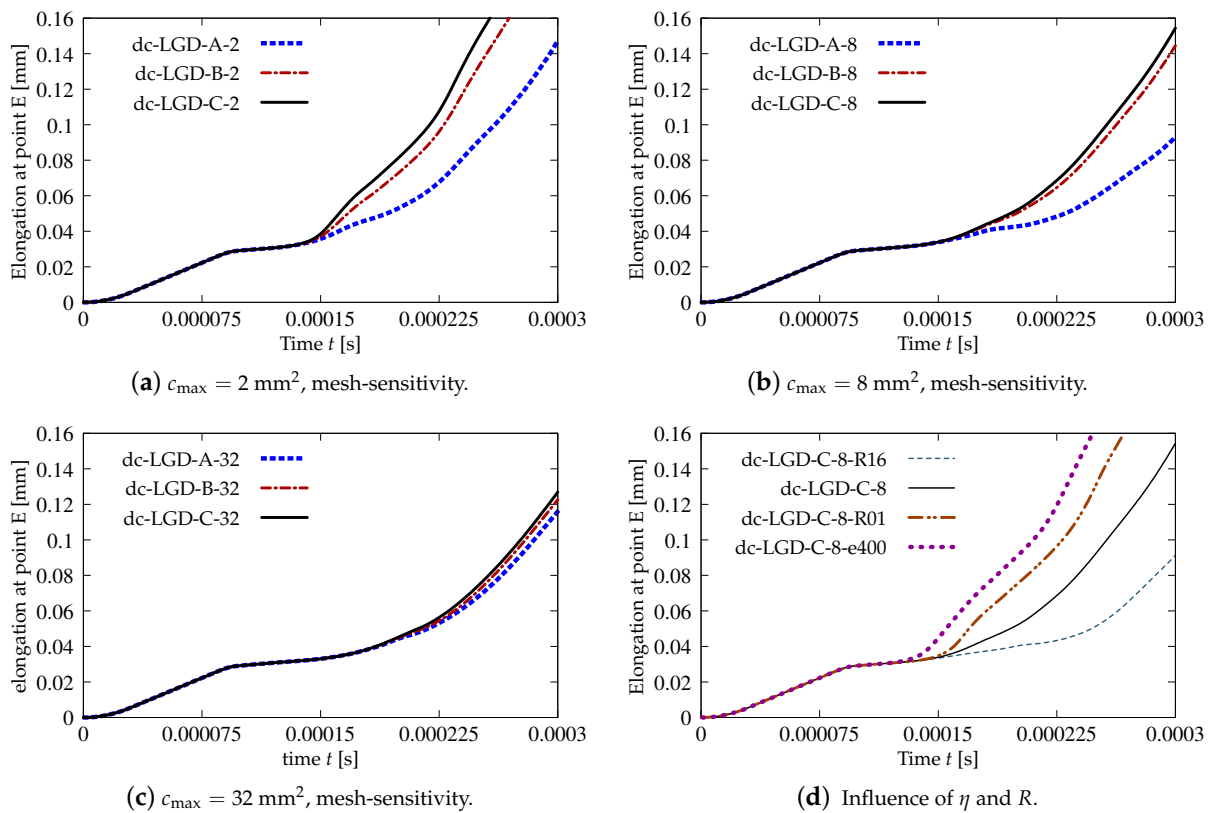 Elongation at point E [mm]
0.16
0.14
0.12
0.1
0.08
0.06
0.04
0.02
0
dc-LGD-A-2
dc-LGD-B-2
dc-LGD-C-2
0 0.000075 0.00015 0.000225 0.0003
Time t [s]
(a) cmax = 2 mm², mesh-sensitivity.
Elongation at point E [mm]
0.16
0.14
0.12
0.1
0.08
0.06
0.04
0.02
0
dc-LGD-A-8
dc-LGD-B-8
dc-LGD-C-8
0 0.000075 0.00015 0.000225 0.0003
Time t [s]
(b) cmax = 8 mm², mesh-sensitivity.
elongation at point E [mm]
0.16
0.14
0.12
0.1
0.08
0.06
0.04
0.02
0
dc-LGD-A-32
dc-LGD-B-32
dc-LGD-C-32
0 0.000075 0.00015 0.000225 0.0003
time t [s]
(c) cmax = 32 mm², mesh-sensitivity.
Elongation at point E [mm]
0.16
0.14
0.12
0.1
0.08
0.06
0.04
0.02
0
dc-LGD-C-8-R16
dc-LGD-C-8
dc-LGD-C-8-R01
dc-LGD-C-8-e400
0 0.000075 0.00015 0.000225 0.0003
Time t [s]
(d) Influence of η and R.